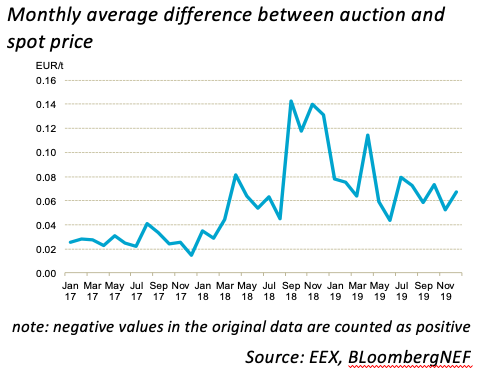 Monthly average difference between auction and
spot price
EUR/t
0.16
0.14
0.12
0.10
0.08
0.06
0.04
0.02
0.00
Jan Mar May Jul Sep Nov Jan Mar May Jul Sep Nov Jan Mar May Jul Sep Nov
17 17 17 17 17 17 18 18 18 18 18 18 19 19 19 19 19 19
note: negative values in the original data are counted as positive
Source: EEX, BLoombergNEF